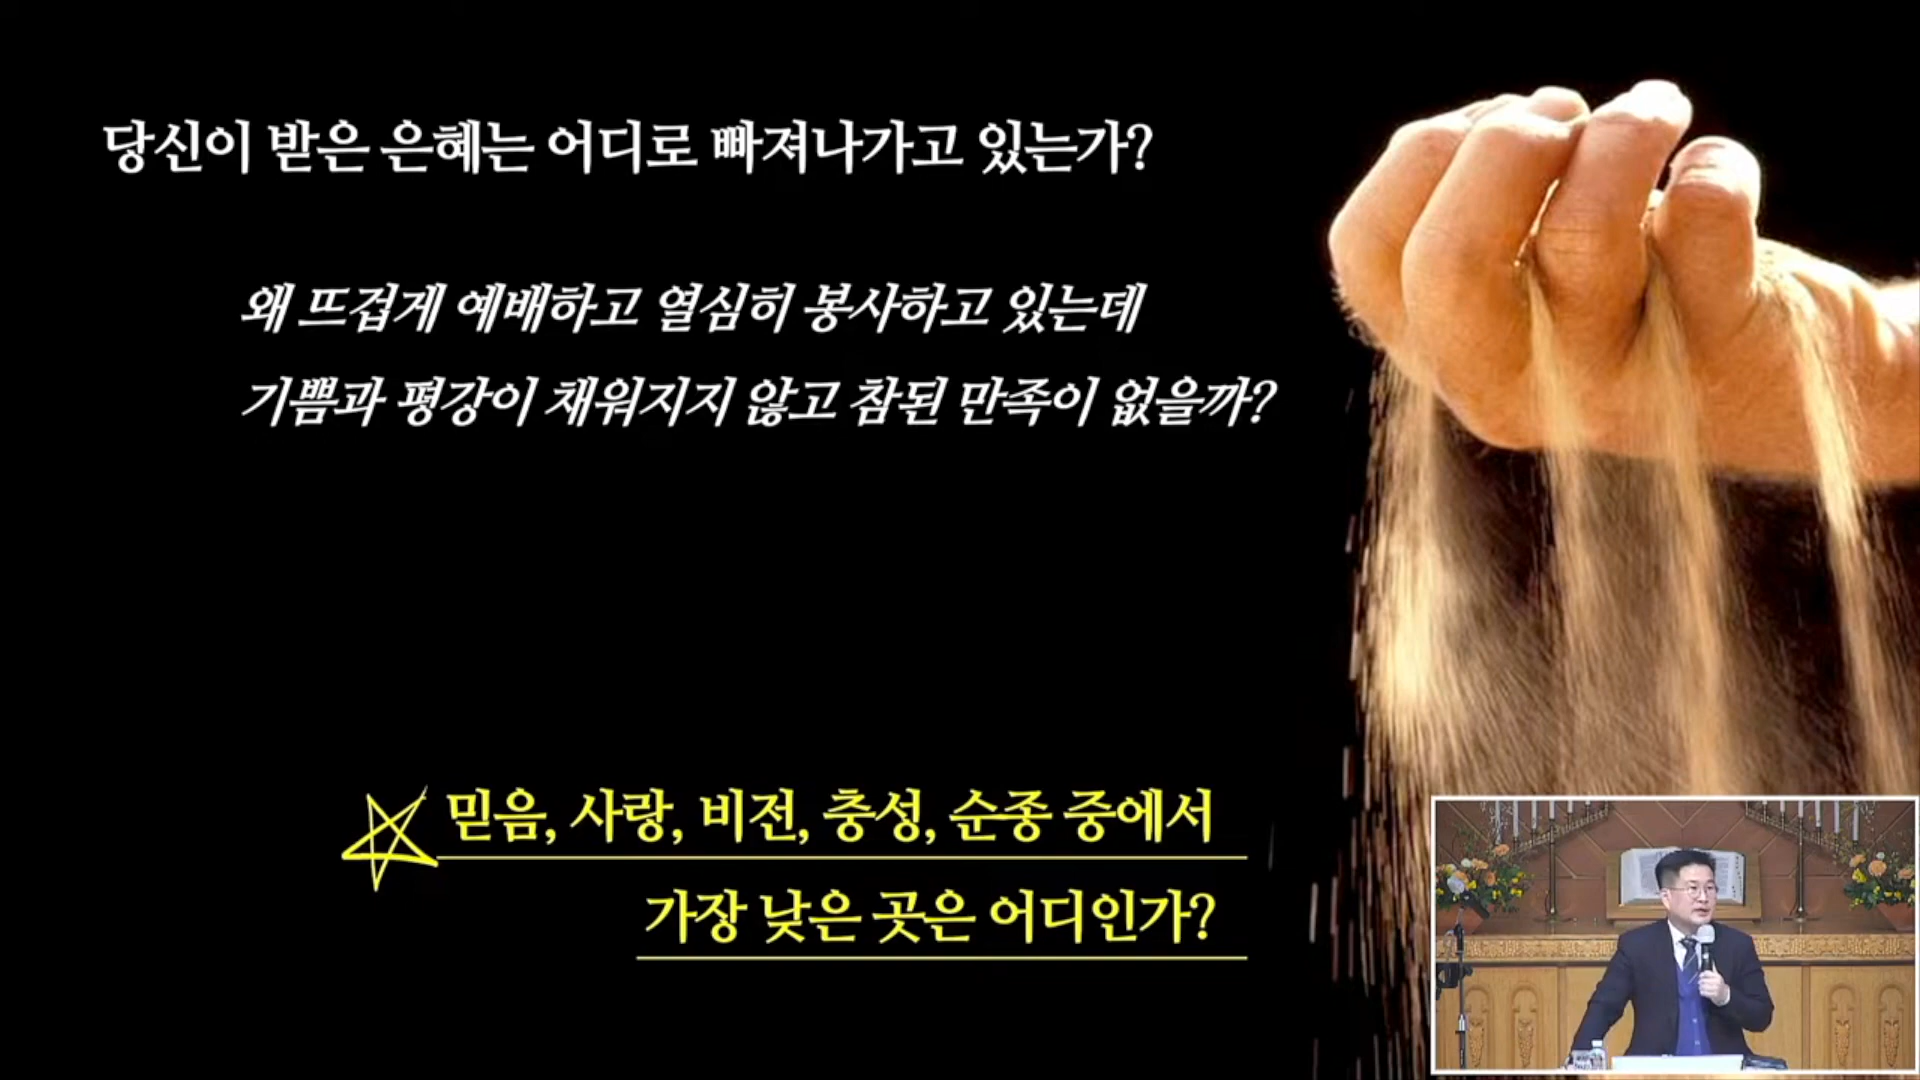 당신이 받은 은혜는 어디로 빠져나가고 있는가?
왜 뜨겁게 예배하고 열심히 봉사하고 있는데
기쁨과 평강이 채워지지 않고 참된 만족이 없을까?
믿음, 사랑, 비전, 충성, 순종 중에서
가장 낮은 곳은 어디인가?